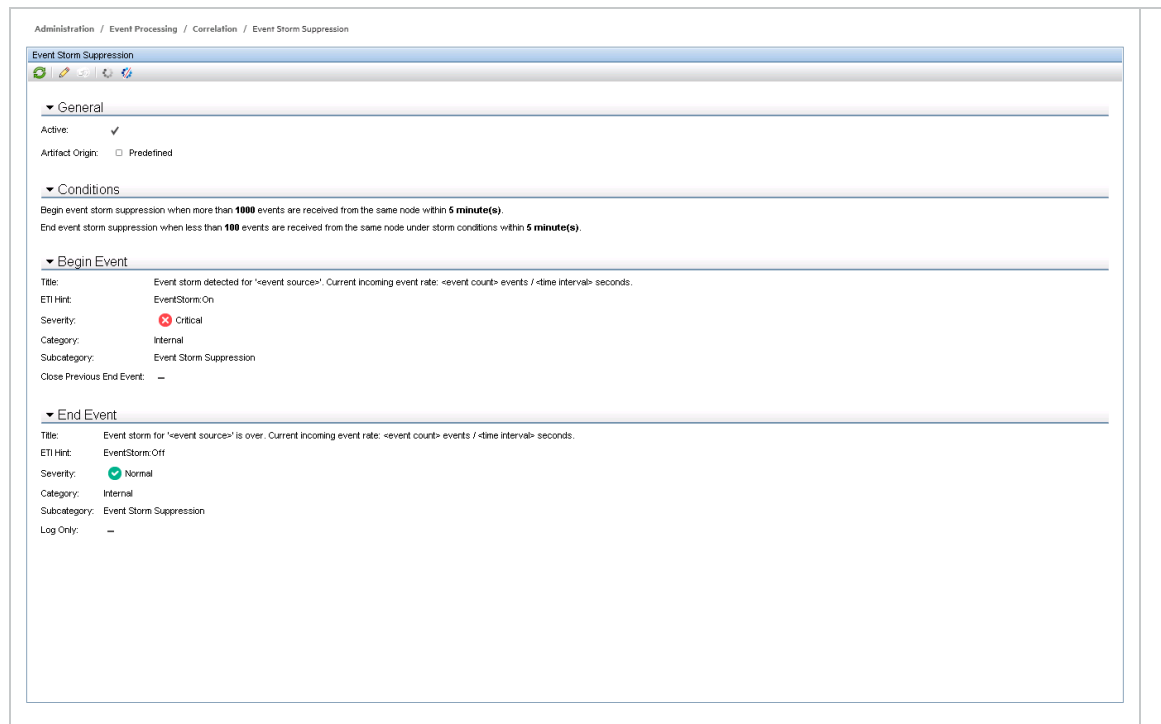 Administration / Event Processing / Correlation / Event Storm Suppression
Event Storm Suppression
General
Active:
Artifact Origin: Predefined
Conditions
Begin event storm suppression when more than 1000 events are received from the same node within 5 minute(s).
End event storm suppression when less than 100 events are received from the same node under storm conditions within 5 minute(s).
Begin Event
Title: Event storm detected for '<event source>'. Current incoming event rate: <event count> events / <time interval> seconds.
ETI Hint: EventStorm:On
Severity: Critical
Category: Internal
Subcategory: Event Storm Suppression
Close Previous End Event: –
End Event
Title: Event storm for '<event source>' is over. Current incoming event rate: <event count> events / <time interval> seconds.
ETI Hint: EventStorm:Off
Severity: Normal
Category: Internal
Subcategory: Event Storm Suppression
Log Only: –